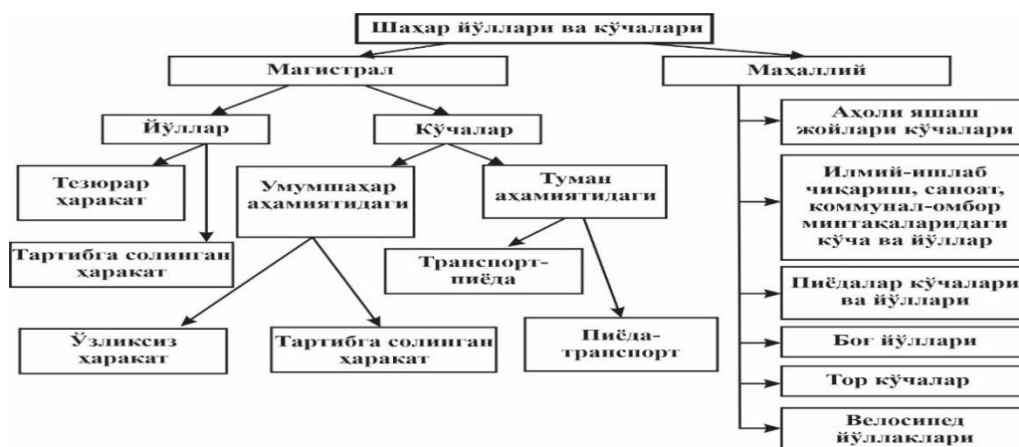 Шаҳар йўллари ва кўчалари
Магистрал
Маҳаллий
Йўллар
Кўчалар
Тезюрар
ҳаракат
Тартибга солинган
ҳаракат
Умумшаҳар
аҳамиятидаги
Туман
аҳамиятидаги
Ўзликсиз
ҳаракат
Тартибга солинган
ҳаракат
Транспорт-
пиёда
Пиёда-
транспорт
Аҳоли яшаш
жойлари кўчалари
Илмий-ишлаб
чиқариш, саноат,
коммунал-омбор
минтақаларидаги
кўча ва йўллар
Пиёдалар кўчалари
ва йўллари
Боғ йўллари
Тор кўчалар
Велосипед
йўллаклари